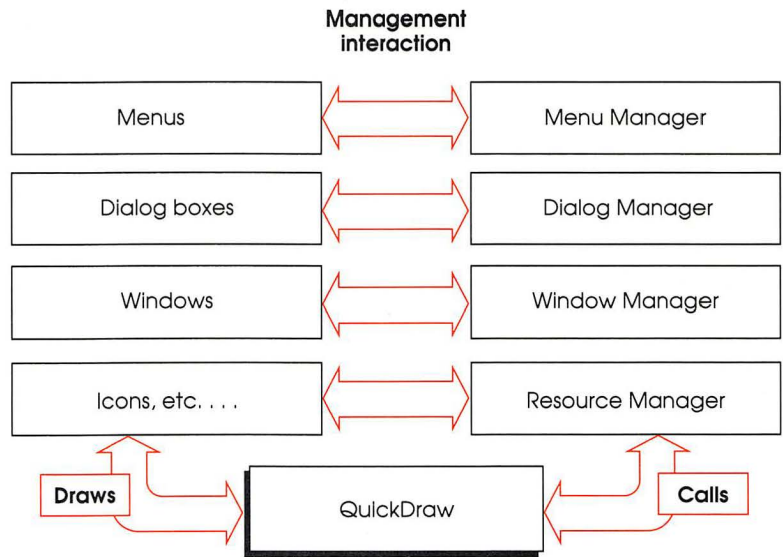 Management
interaction
Menus
Menu Manager
Dialog boxes
Dialog Manager
Windows
Window Manager
Icons, etc. . . .
Resource Manager
Draws
QuickDraw
Calls